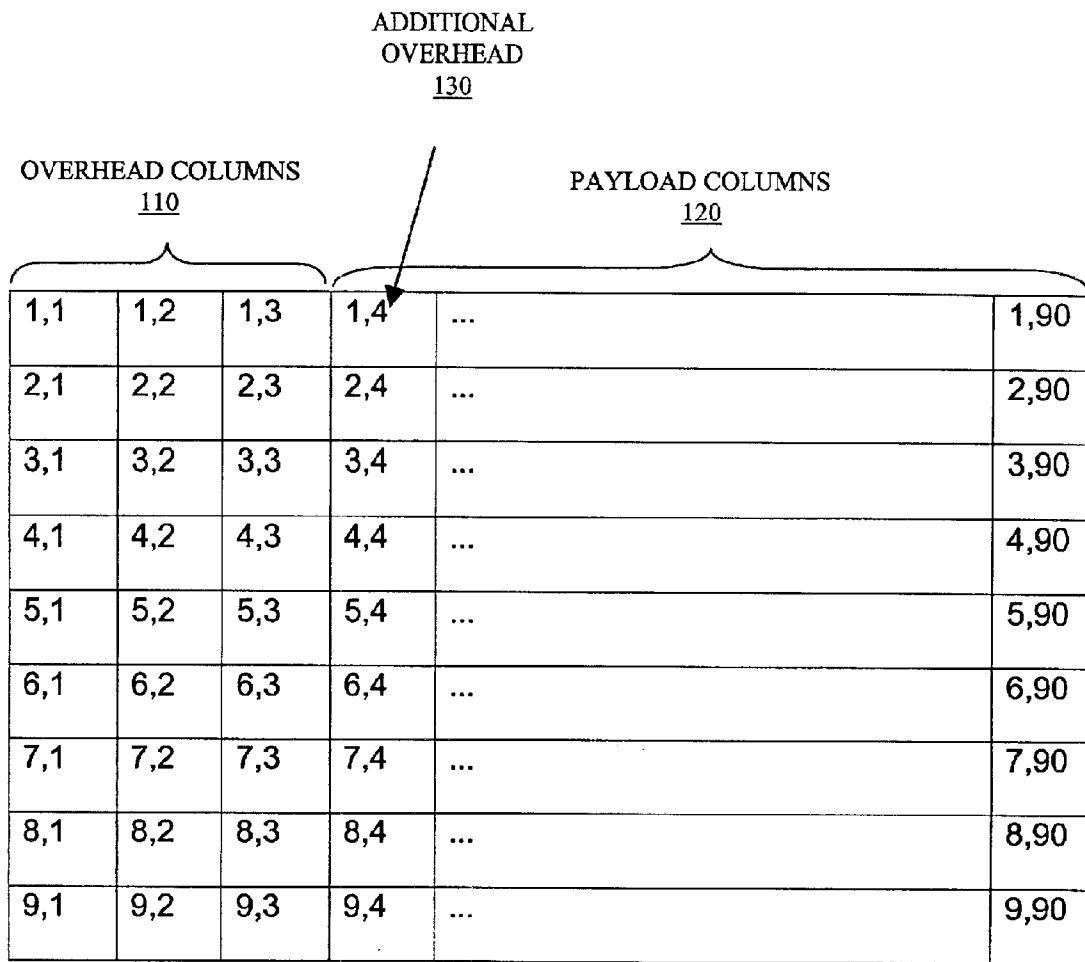 ADDITIONAL
OVERHEAD
130
OVERHEAD COLUMNS
110
PAYLOAD COLUMNS
120
1,1 1,2 1,3 1,4 ... 1,90
2,1 2,2 2,3 2,4 ... 2,90
3,1 3,2 3,3 3,4 ... 3,90
4,1 4,2 4,3 4,4 ... 4,90
5,1 5,2 5,3 5,4 ... 5,90
6,1 6,2 6,3 6,4 ... 6,90
7,1 7,2 7,3 7,4 ... 7,90
8,1 8,2 8,3 8,4 ... 8,90
9,1 9,2 9,3 9,4 ... 9,90